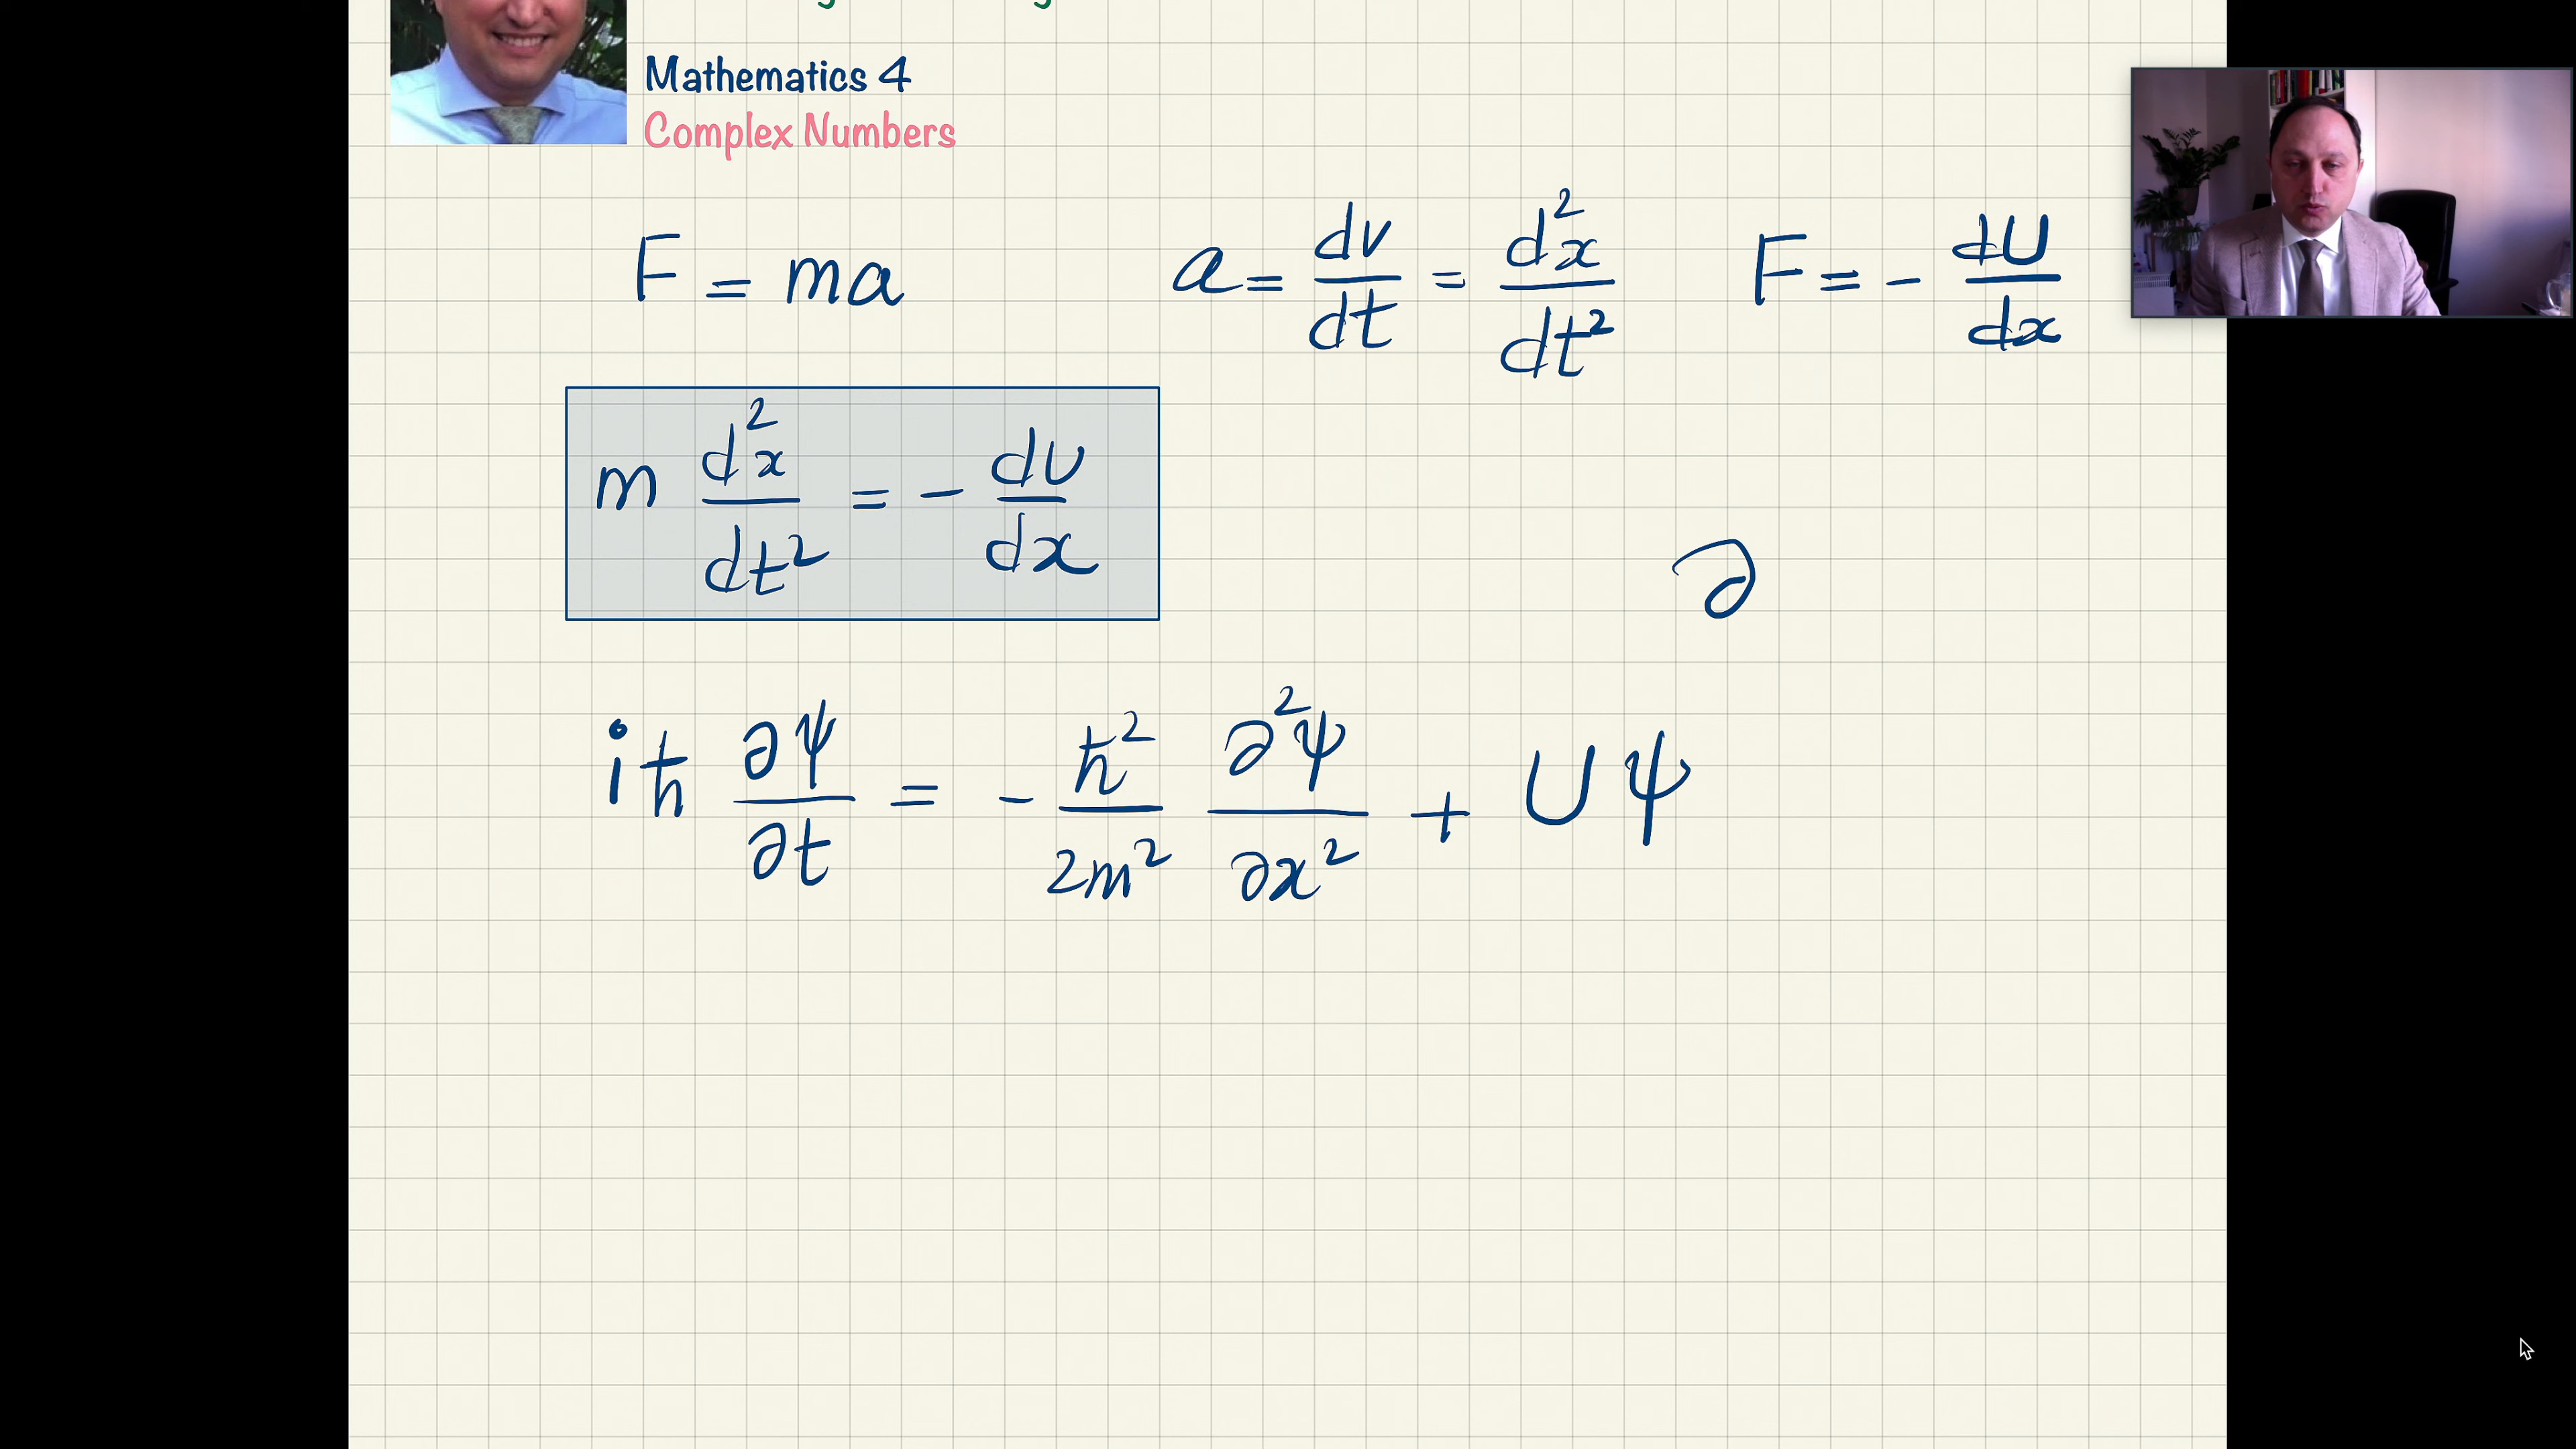 Mathematics 4
Complex Numbers
F = ma a = dv/dt = d²x/dt² F = - dU/dx
m d²x/dt² = - dU/dx
∂
iħ ∂ψ/∂t = - ħ²/2m² ∂²ψ/∂x² + Uψ